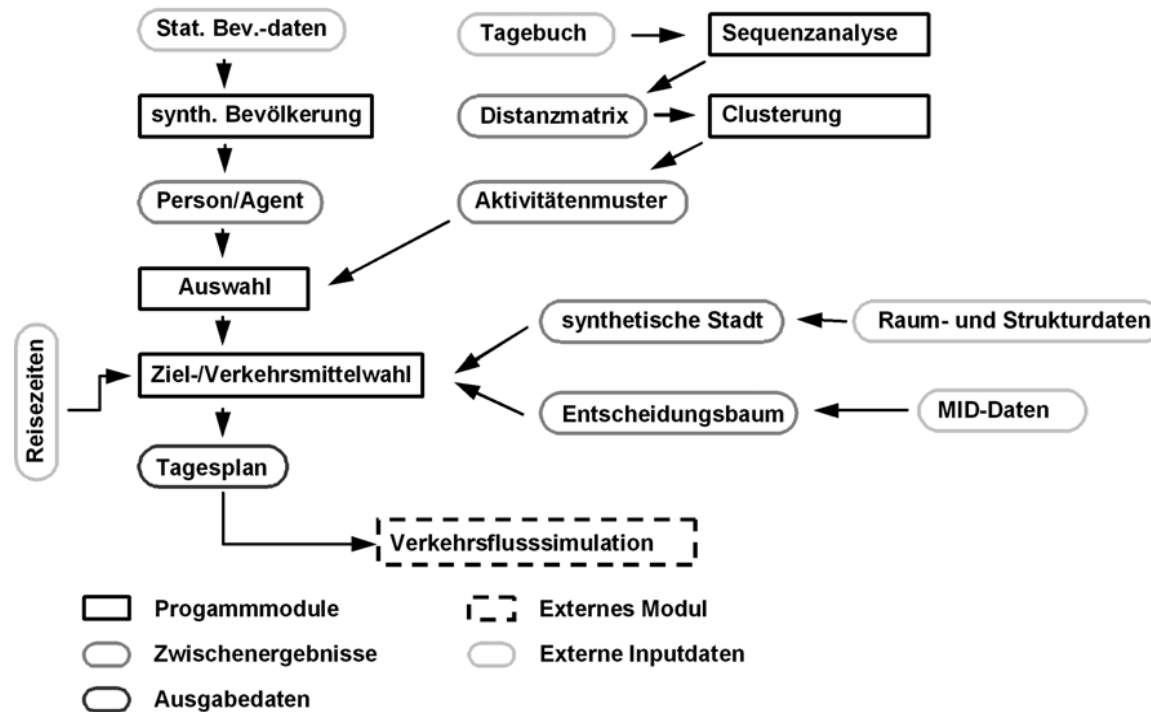 Stat. Bev.-daten
Tagebuch
Sequenzanalyse
synth. Bevölkerung
Distanzmatrix
Clusterung
Person/Agent
Aktivitätenmuster
Auswahl
synthetische Stadt
Raum- und Strukturdaten
Reisezeiten
Ziel-/Verkehrsmittelwahl
Entscheidungsbaum
MID-Daten
Tagesplan
Verkehrsflusssimulation
Progammmodule
Externes Modul
Zwischenergebnisse
Externe Inputdaten
Ausgabedaten